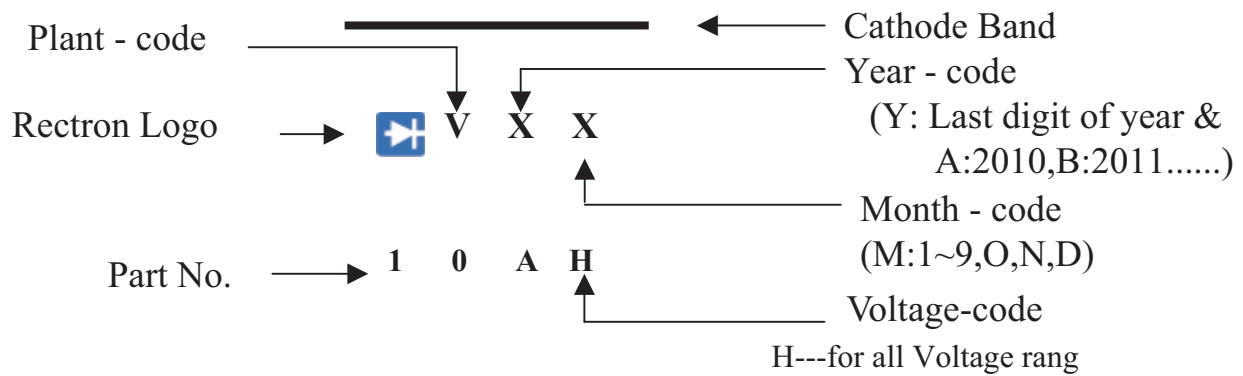 Cathode Band
Plant - code
Year - code
(Y: Last digit of year &
A:2010,B:2011......)
Rectron Logo
V X X
Month - code
(M:1~9,O,N,D)
Part No.
1 0 A H
Voltage-code
H---for all Voltage rang